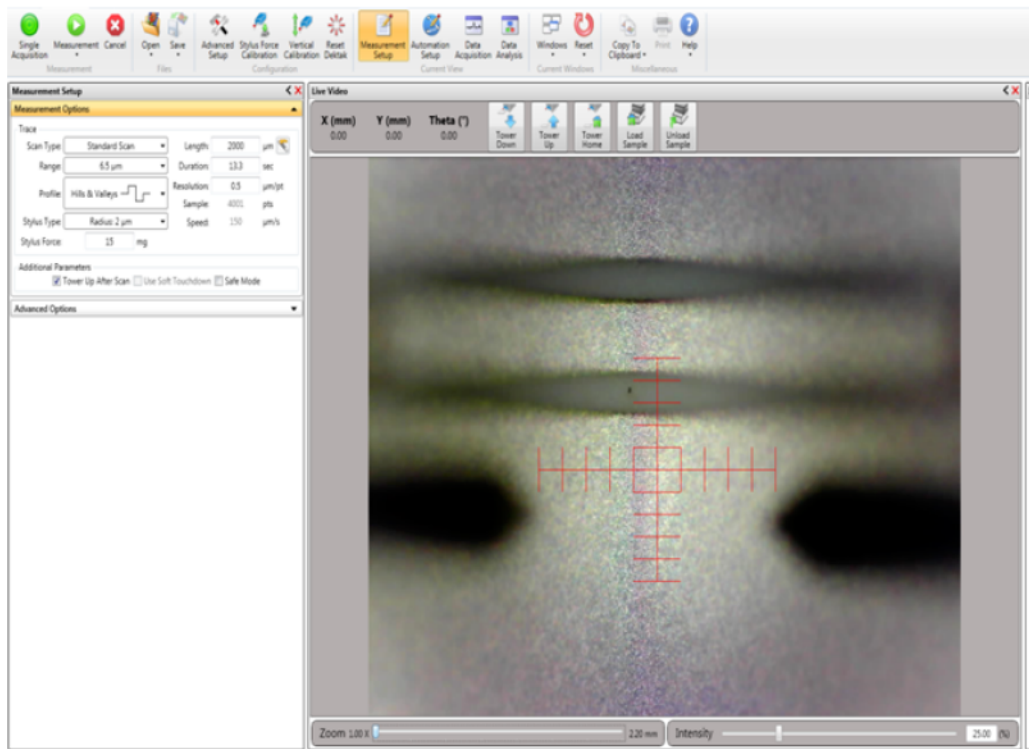 Single Acquisition
Measurement
Cancel
Open
Save
Advanced Setup
Stylus Force Calibration
Vertical Calibration
Reset Dektak
Measurement Setup
Automation Setup
Data Acquisition
Data Analysis
Windows
Reset
Copy To Clipboard
Print
Help
Measurement
Files
Configuration
Current View
Current Windows
Miscellaneous
Measurement Setup
Measurement Options
Trace
Scan Type: Standard Scan
Length: 2000 µm
Range: 6.5 µm
Duration: 13.3 sec
Profile: Hills & Valleys
Resolution: 0.5 µm/pt
Sample: 4001 pts
Stylus Type: Radius: 2 µm
Speed: 150 µm/s
Stylus Force: 15 mg
Additional Parameters
Tower Up After Scan
Use Soft Touchdown
Safe Mode
Advanced Options
Live Video
X (mm) Y (mm) Theta (°)
0.00 0.00 0.00
Tower Down
Tower Up
Tower Home
Load Sample
Unload Sample
Zoom 1.00 X
2.20 mm
Intensity
25.00 (%)